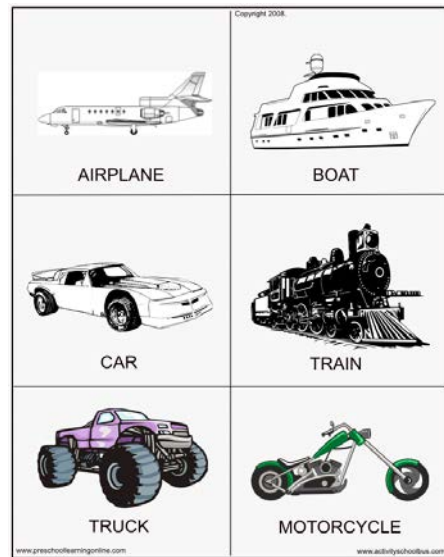 Copyright 2008.
AIRPLANE
BOAT
CAR
TRAIN
TRUCK
MOTORCYCLE
www.preschoollearningonline.com
www.activityschoolbus.com